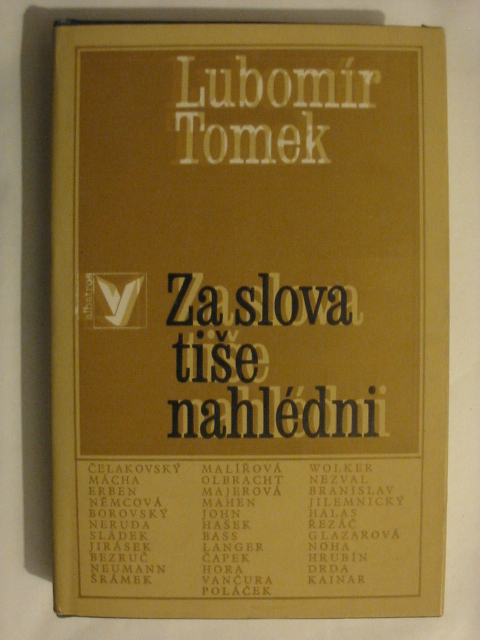 Lubomír
Tomek
albatros
Za slova
tiše
nahlédni
ČELAKOVSKÝ
MÁCHA
ERBEN
NĚMCOVÁ
BOROVSKÝ
NERUDA
SLÁDEK
JIRÁSEK
BEZRUČ
NEUMANN
ŠRÁMEK
MALÍŘOVÁ
OLBRACHT
MAJEROVÁ
MAHEN
JOHN
HAŠEK
BASS
LANGER
ČAPEK
HORA
VANČURA
POLÁČEK
WOLKER
NEZVAL
BRANISLAV
JILEMNICKÝ
HALAS
ŘEZÁČ
GLAZAROVÁ
NOHA
HRUBÍN
DRDA
KAINAR